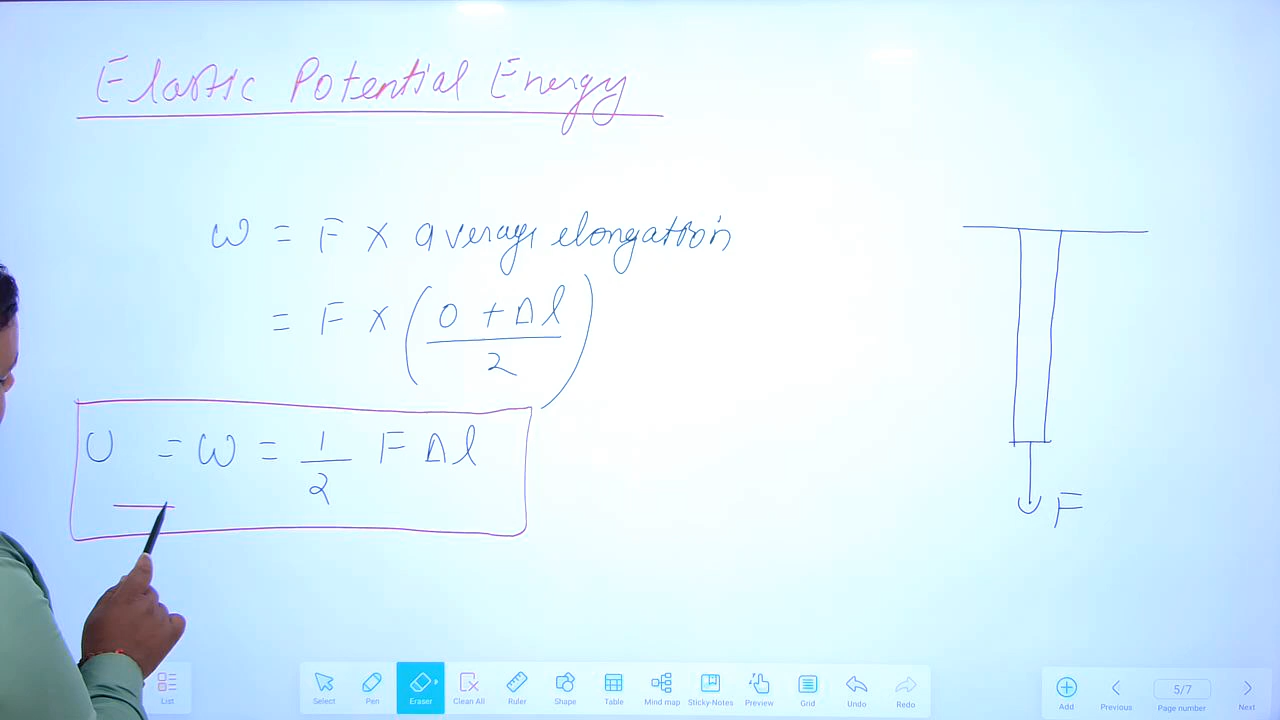 Elastic Potential Energy
W = F × average elongation
= F × (0 + Δl / 2)
U = W = 1/2 F Δl
F
List
Select Pen Eraser Clean All Ruler Shape Table Mind map Sticky-Notes Preview Grid Undo Redo
Add Previous 5/7 Page number Next